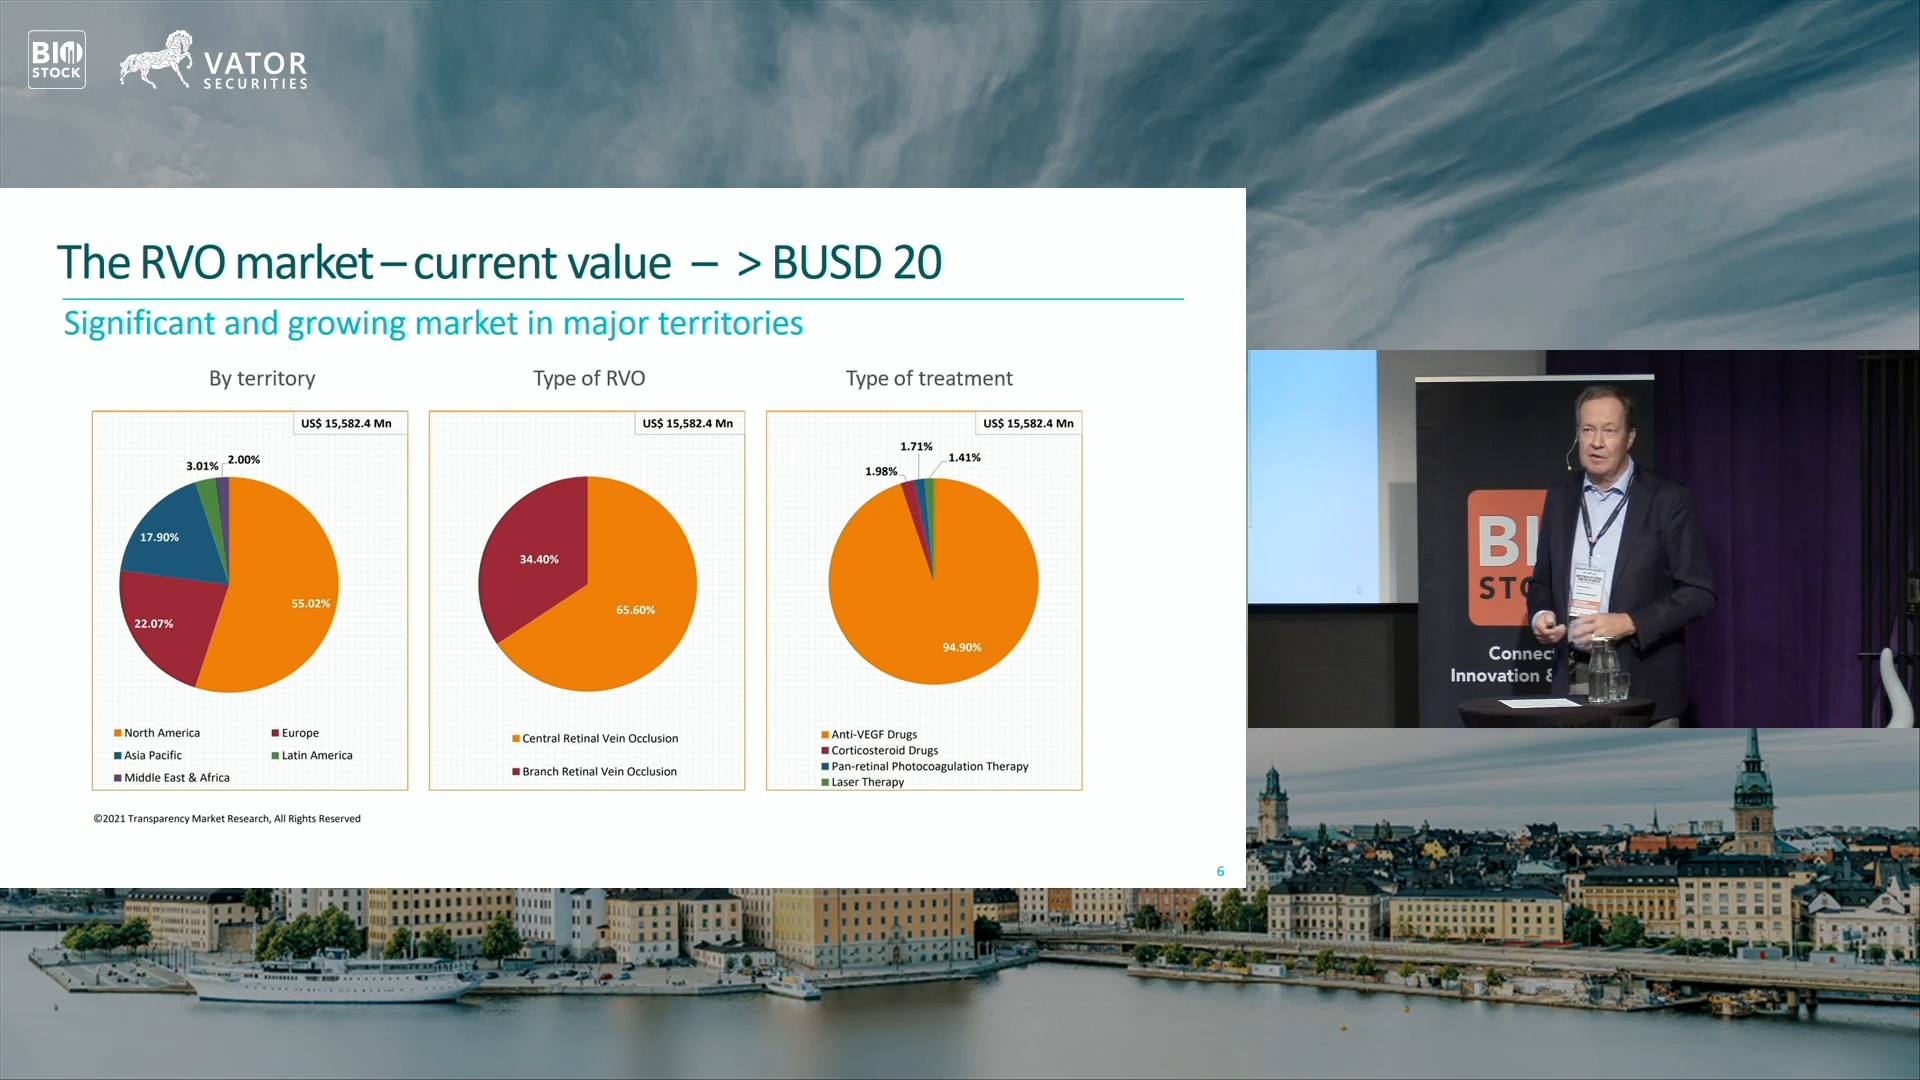 BIO
STOCK
VATOR
SECURITIES
The RVO market – current value – > BUSD 20
Significant and growing market in major territories
By territory
Type of RVO
Type of treatment
US$ 15,582.4 Mn
3.01%
2.00%
17.90%
55.02%
22.07%
North America
Europe
Asia Pacific
Latin America
Middle East & Africa
US$ 15,582.4 Mn
34.40%
65.60%
Central Retinal Vein Occlusion
Branch Retinal Vein Occlusion
US$ 15,582.4 Mn
1.71%
1.98%
1.41%
94.90%
Anti-VEGF Drugs
Corticosteroid Drugs
Pan-retinal Photocoagulation Therapy
Laser Therapy
©2021 Transparency Market Research, All Rights Reserved
6
6
BI
STO
Connec
Innovation &